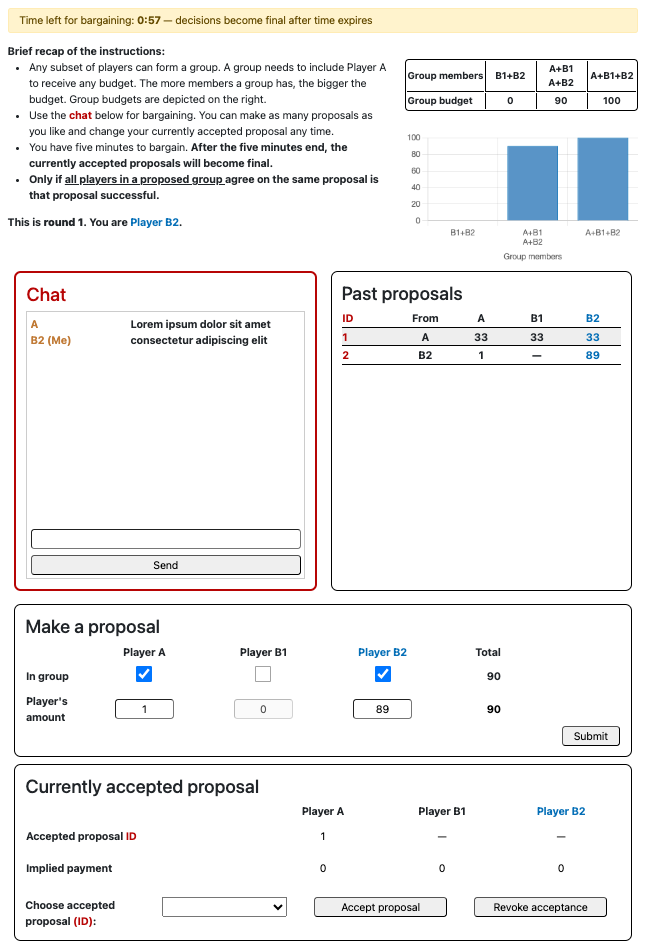 Time left for bargaining: 0:57 — decisions become final after time expires
Brief recap of the instructions:
• Any subset of players can form a group. A group needs to include Player A
to receive any budget. The more members a group has, the bigger the
budget. Group budgets are depicted on the right.
• Use the chat below for bargaining. You can make as many proposals as
you like and change your currently accepted proposal any time.
• You have five minutes to bargain. After the five minutes end, the
currently accepted proposals will become final.
• Only if all players in a proposed group agree on the same proposal is
that proposal successful.
This is round 1. You are Player B2.
Group members B1+B2 A+B1 A+B1+B2
A+B2
Group budget 0 90 100
100
80
60
40
20
0
B1+B2 A+B1 A+B1+B2
A+B2
Group members
Chat
A Lorem ipsum dolor sit amet
B2 (Me) consectetur adipiscing elit
Send
Past proposals
ID From A B1 B2
1 A 33 33 33
2 B2 1 — 89
Make a proposal
Player A Player B1 Player B2 Total
In group 90
Player's
amount 1 0 89 90
Submit
Currently accepted proposal
Player A Player B1 Player B2
Accepted proposal ID 1 — —
Implied payment 0 0 0
Choose accepted
proposal (ID): Accept proposal Revoke acceptance